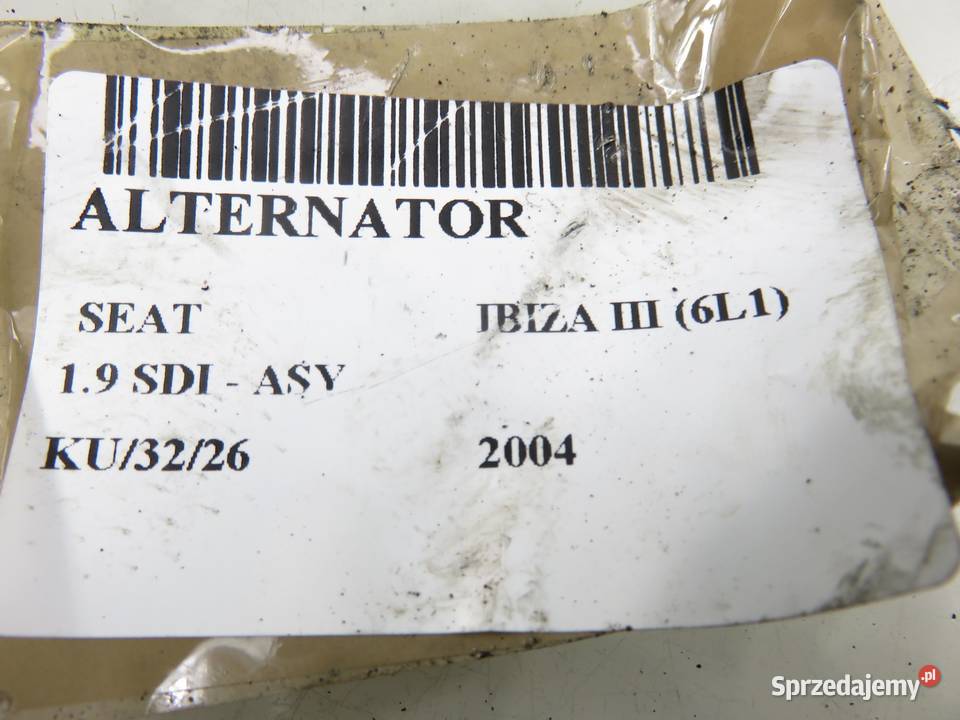 ALTERNATOR
SEAT IBIZA III (6L1)
1.9 SDI - ASY
KU/32/26 2004
Sprzedajemy.pl